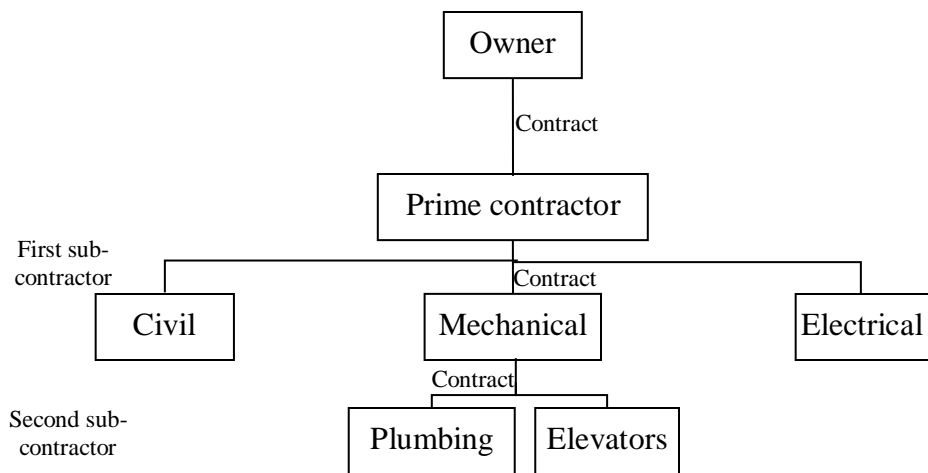 Owner
Contract
Prime contractor
First sub-
contractor
Contract
Civil
Mechanical
Electrical
Contract
Second sub-
contractor
Plumbing
Elevators